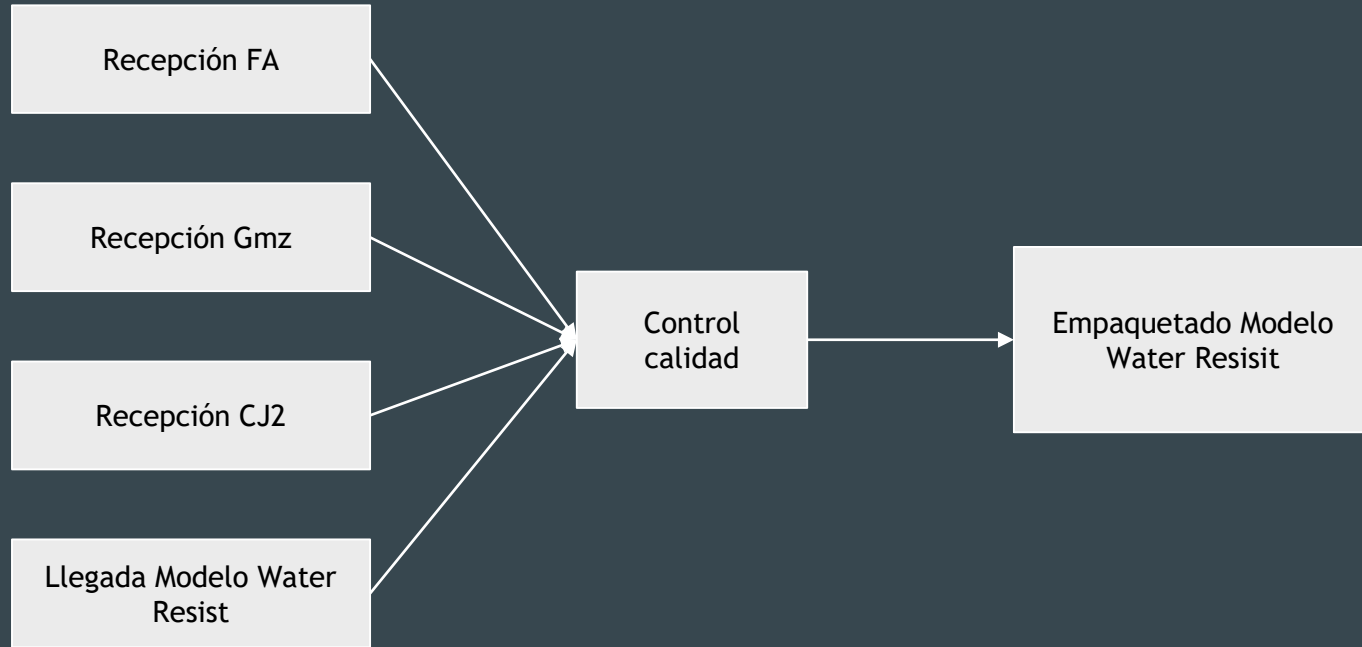 Recepción FA
Recepción Gmz
Recepción CJ2
Llegada Modelo Water
Resist
Control
calidad
Empaquetado Modelo
Water Resisit